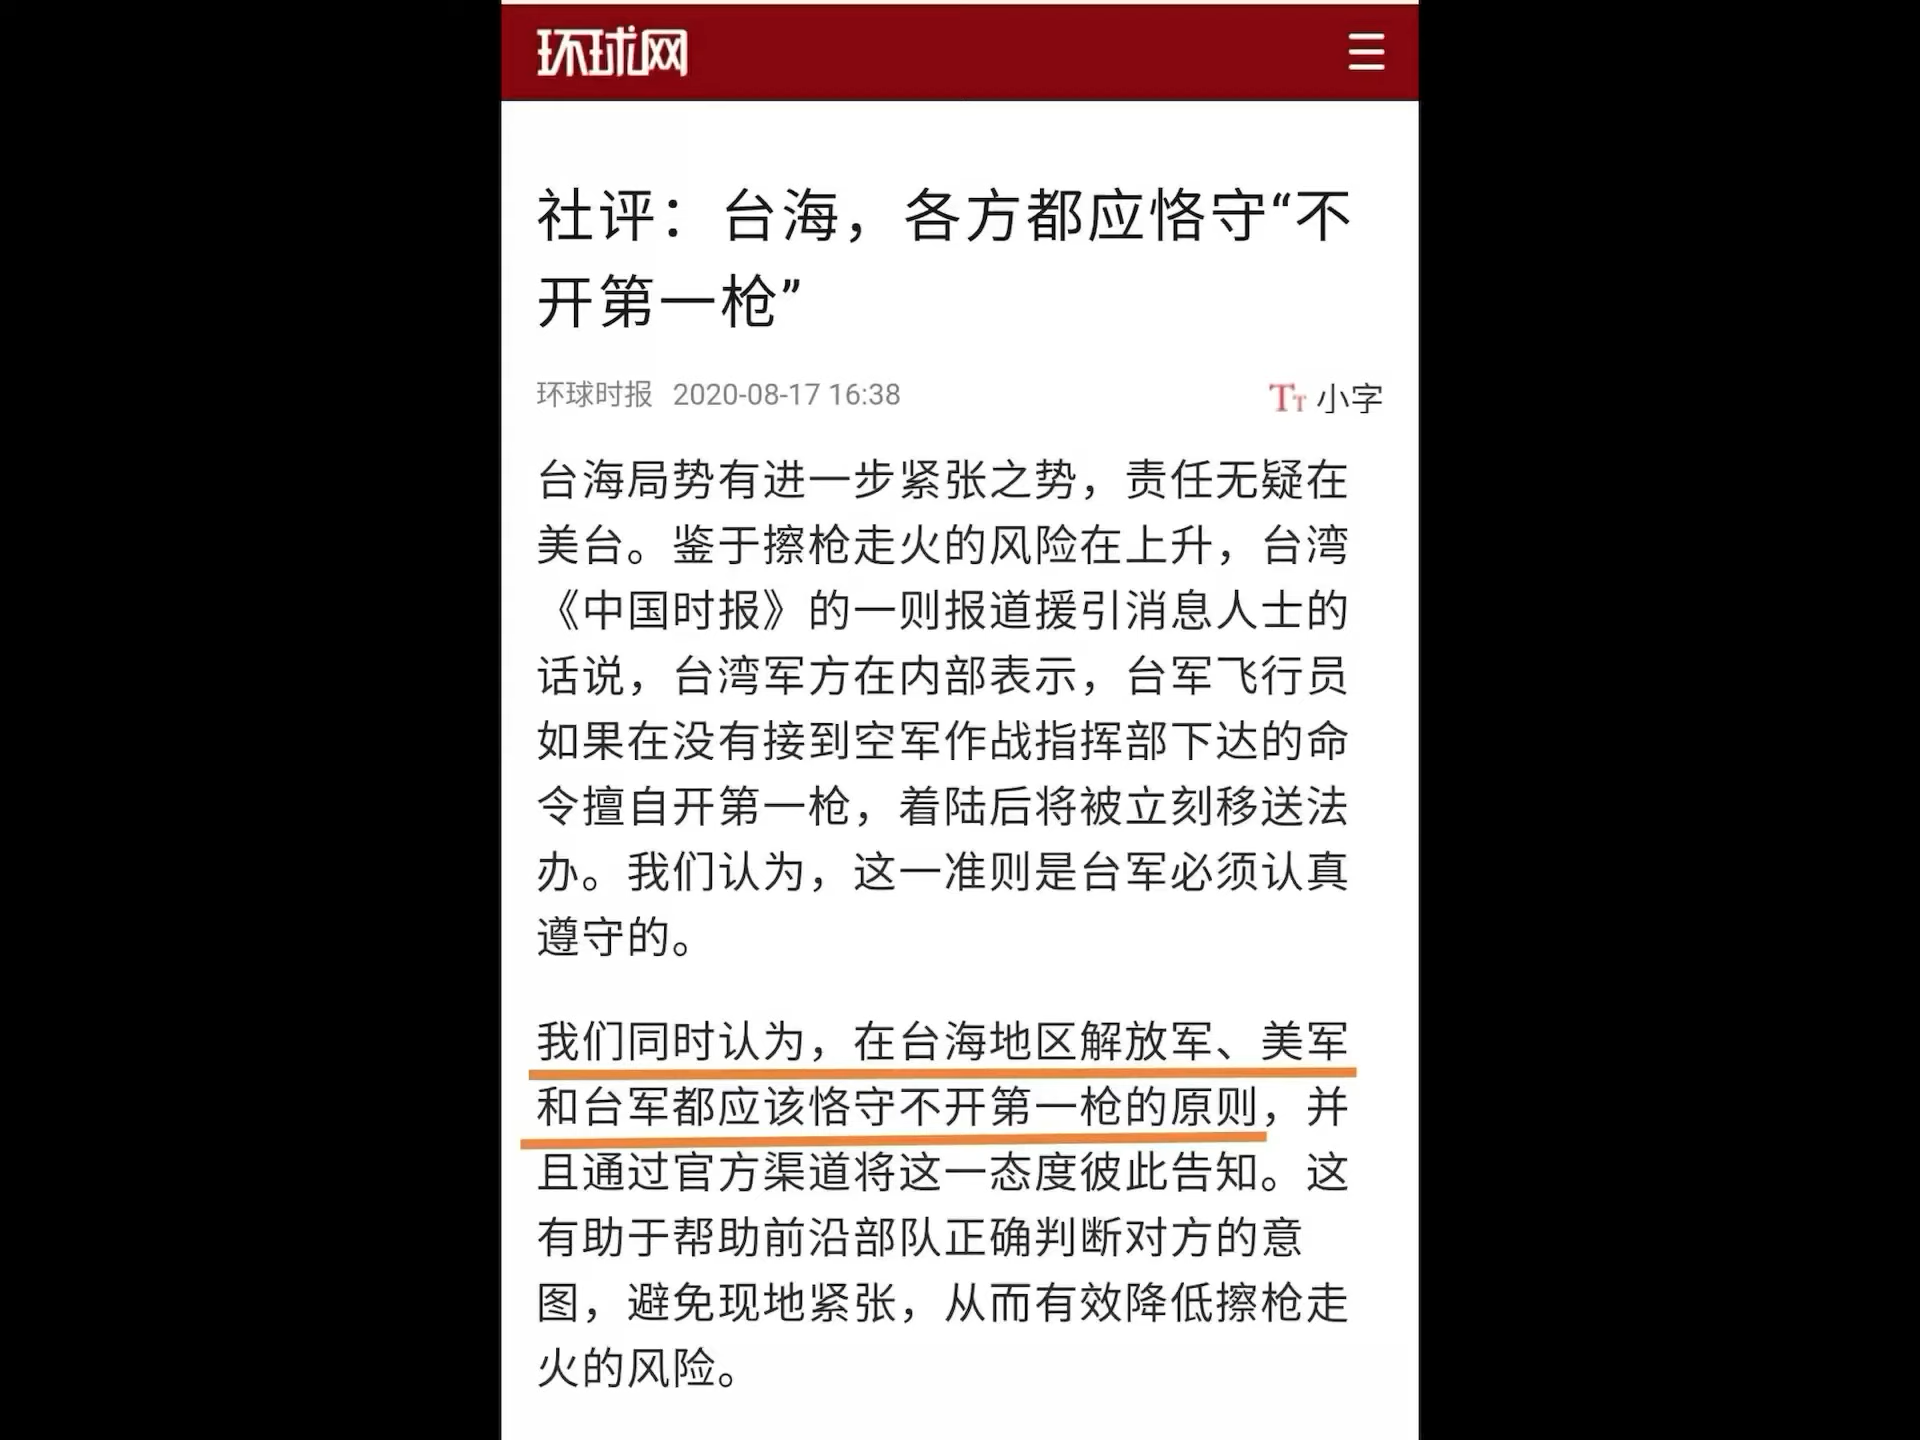 环球网
社评：台海，各方都应恪守“不
开第一枪”
环球时报 2020-08-17 16:38
TT 小字
台海局势有进一步紧张之势，责任无疑在
美台。鉴于擦枪走火的风险在上升，台湾
《中国时报》的一则报道援引消息人士的
话说，台湾军方在内部表示，台军飞行员
如果在没有接到空军作战指挥部下达的命
令擅自开第一枪，着陆后将被立刻移送法
办。我们认为，这一准则是台军必须认真
遵守的。
我们同时认为，在台海地区解放军、美军
和台军都应该恪守不开第一枪的原则，并
且通过官方渠道将这一态度彼此告知。这
有助于帮助前沿部队正确判断对方的意
图，避免现地紧张，从而有效降低擦枪走
火的风险。